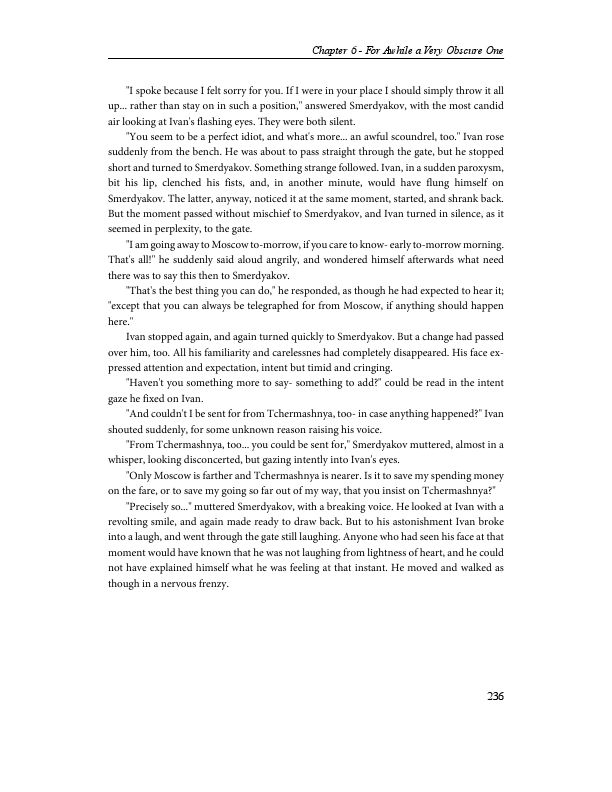 Chapter 6 - For Awhile a Very Obscure One
"I spoke because I felt sorry for you. If I were in your place I should simply throw it all
up... rather than stay on in such a position," answered Smerdyakov, with the most candid
air looking at Ivan's flashing eyes. They were both silent.
"You seem to be a perfect idiot, and what's more... an awful scoundrel, too." Ivan rose
suddenly from the bench. He was about to pass straight through the gate, but he stopped
short and turned to Smerdyakov. Something strange followed. Ivan, in a sudden paroxysm,
bit his lip, clenched his fists, and, in another minute, would have flung himself on
Smerdyakov. The latter, anyway, noticed it at the same moment, started, and shrank back.
But the moment passed without mischief to Smerdyakov, and Ivan turned in silence, as it
seemed in perplexity, to the gate.
"I am going away to Moscow to-morrow, if you care to know- early to-morrow morning.
That's all!" he suddenly said aloud angrily, and wondered himself afterwards what need
there was to say this then to Smerdyakov.
"That's the best thing you can do," he responded, as though he had expected to hear it;
"except that you can always be telegraphed for from Moscow, if anything should happen
here."
Ivan stopped again, and again turned quickly to Smerdyakov. But a change had passed
over him, too. All his familiarity and carelessnes had completely disappeared. His face ex-
pressed attention and expectation, intent but timid and cringing.
"Haven't you something more to say- something to add?" could be read in the intent
gaze he fixed on Ivan.
"And couldn't I be sent for from Tchermashnya, too- in case anything happened?" Ivan
shouted suddenly, for some unknown reason raising his voice.
"From Tchermashnya, too... you could be sent for," Smerdyakov muttered, almost in a
whisper, looking disconcerted, but gazing intently into Ivan's eyes.
"Only Moscow is farther and Tchermashnya is nearer. Is it to save my spending money
on the fare, or to save my going so far out of my way, that you insist on Tchermashnya?"
"Precisely so..." muttered Smerdyakov, with a breaking voice. He looked at Ivan with a
revolting smile, and again made ready to draw back. But to his astonishment Ivan broke
into a laugh, and went through the gate still laughing. Anyone who had seen his face at that
moment would have known that he was not laughing from lightness of heart, and he could
not have explained himself what he was feeling at that instant. He moved and walked as
though in a nervous frenzy.
236